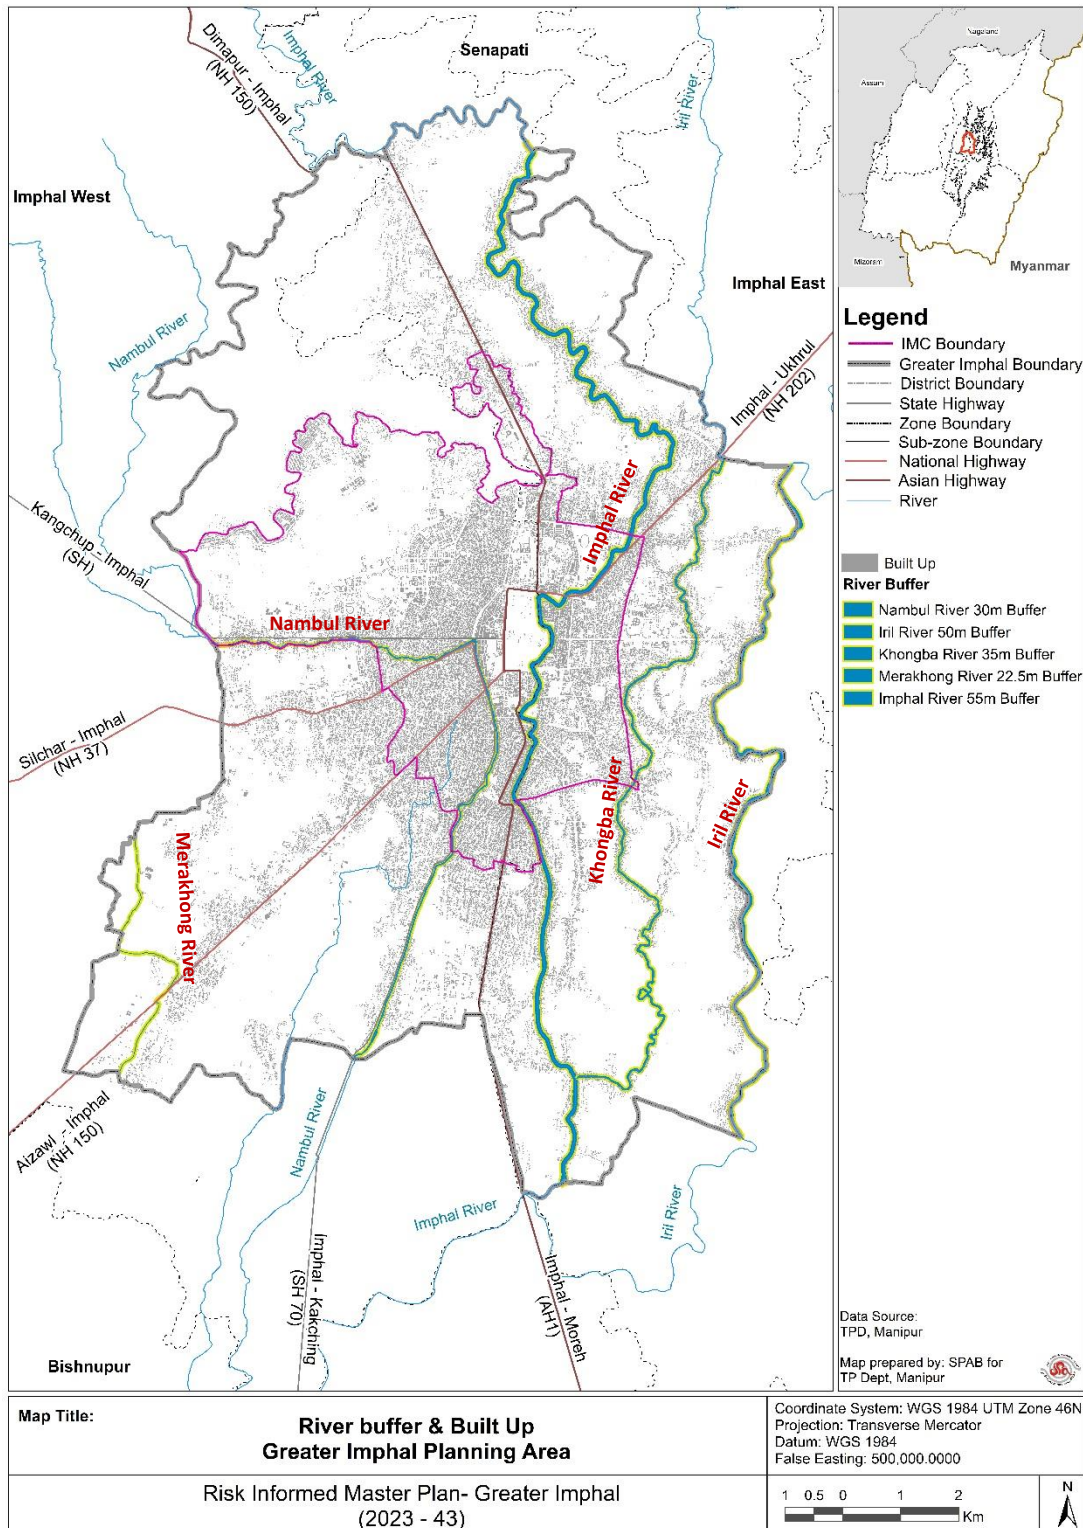 Senapati
Dimapur - Imphal
(NH 150)
Imphal River
Iril River
Imphal West
Imphal East
Nambul River
Imphal - Ukhrul
(NH 202)
Kangchup - Imphal
(SH)
Imphal River
Nambul River
Silchar - Imphal
(NH 37)
Khongba River
Iril River
Merakhong River
Aizawl - Imphal
(NH 150)
Nambul River
Imphal River
Iril River
Imphal - Kakching
(SH 70)
Imphal - Moreh
(AH1)
Bishnupur
Nagaland
Assam
Mizoram
Myanmar
Legend
IMC Boundary
Greater Imphal Boundary
District Boundary
State Highway
Zone Boundary
Sub-zone Boundary
National Highway
Asian Highway
River
Built Up
River Buffer
Nambul River 30m Buffer
Iril River 50m Buffer
Khongba River 35m Buffer
Merakhong River 22.5m Buffer
Imphal River 55m Buffer
Data Source:
TPD, Manipur
Map prepared by: SPAB for
TP Dept, Manipur
Map Title:
River buffer & Built Up
Greater Imphal Planning Area
Risk Informed Master Plan- Greater Imphal
(2023 - 43)
Coordinate System: WGS 1984 UTM Zone 46N
Projection: Transverse Mercator
Datum: WGS 1984
False Easting: 500,000.0000
1 0.5 0 1 2
Km
N